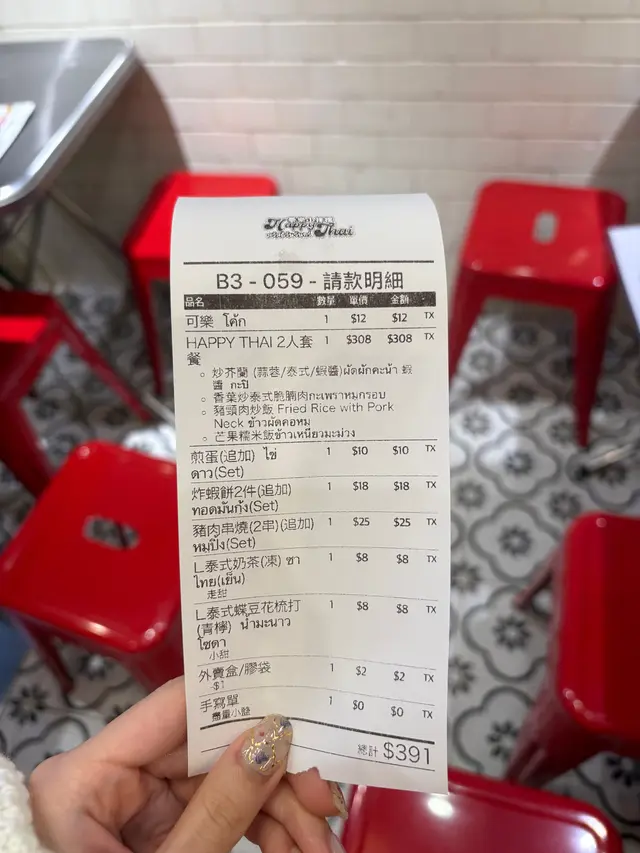 Happy Thai
B3 - 059 - 請款明細
品名 數量 單價 金額 TX
可樂 โค้ก 1 $12 $12 TX
HAPPY THAI 2人套 1 $308 $308 TX
餐
炒芥蘭 (蒜蓉/泰式/蝦醬)ผัดผักคะน้า 蝦
醬 กะปิ
香葉炒泰式脆腩肉กะเพราหมูกรอบ
豬頸肉炒飯 Fried Rice with Pork
Neck ข้าวผัดคอหมู
芒果糯米飯ข้าวเหนียวมะม่วง
煎蛋(追加) ไข่ 1 $10 $10 TX
ดาว(Set)
炸蝦餅2件(追加) 1 $18 $18 TX
ทอดมันกุ้ง(Set)
豬肉串燒(2串)(追加) 1 $25 $25 TX
หมูปิ้ง(Set)
L泰式奶茶(凍) ชา 1 $8 $8 TX
ไทย(เย็น)
走甜
L泰式蝶豆花梳打 1 $8 $8 TX
(青檸) น้ำมะนาว
โซดา
小甜
外賣盒/膠袋 1 $2 $2 TX
-$1
手寫單 1 $0 $0 TX
盡量小發
總計 $391